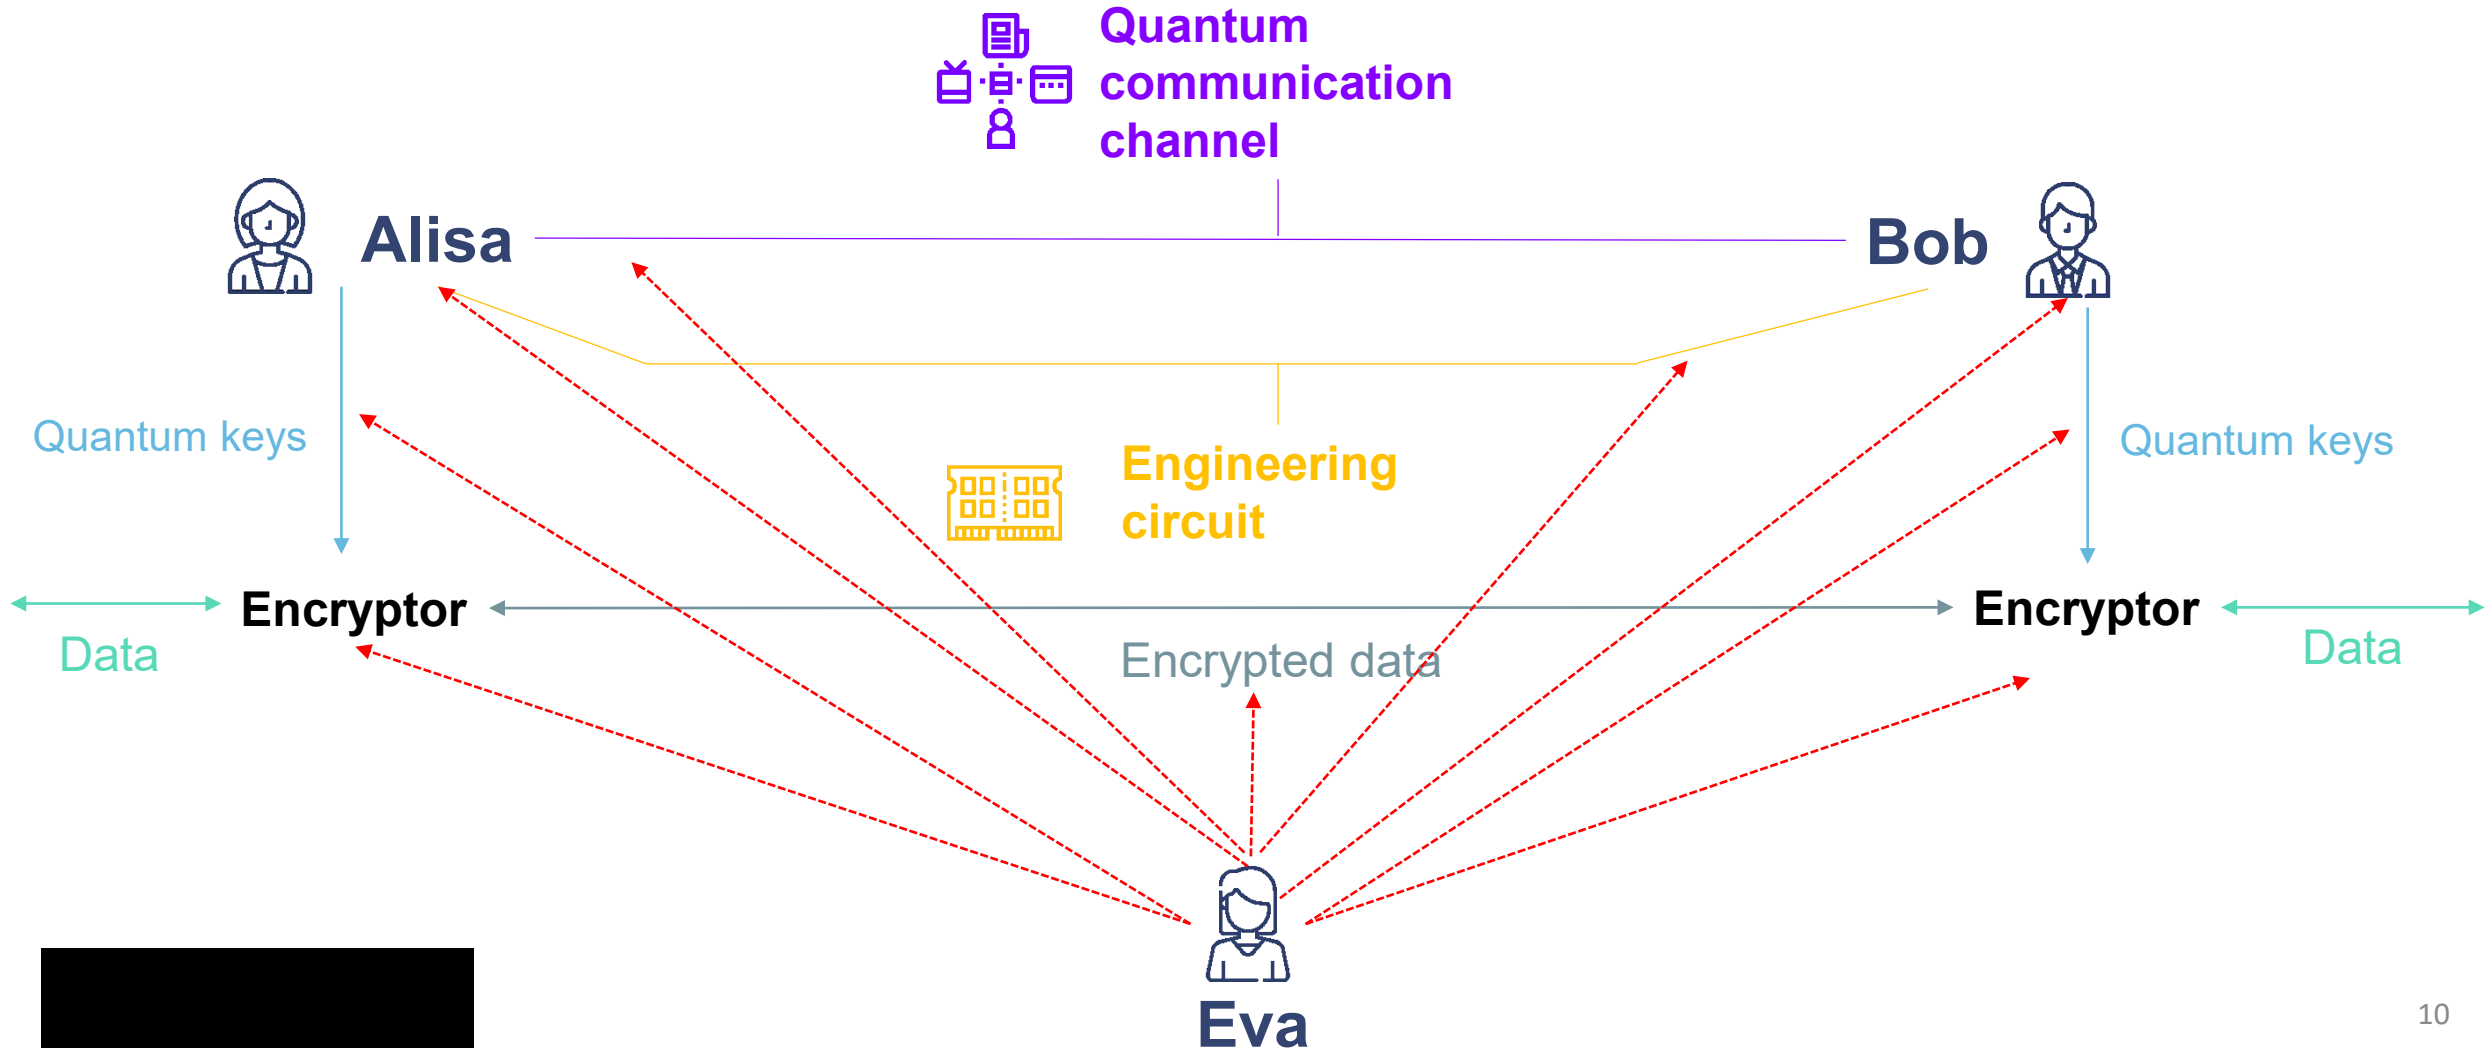 Quantum
communication
channel
Alisa
Bob
Quantum keys
Engineering
circuit
Quantum keys
Encryptor
Encryptor
Data
Encrypted data
Data
Eva
10